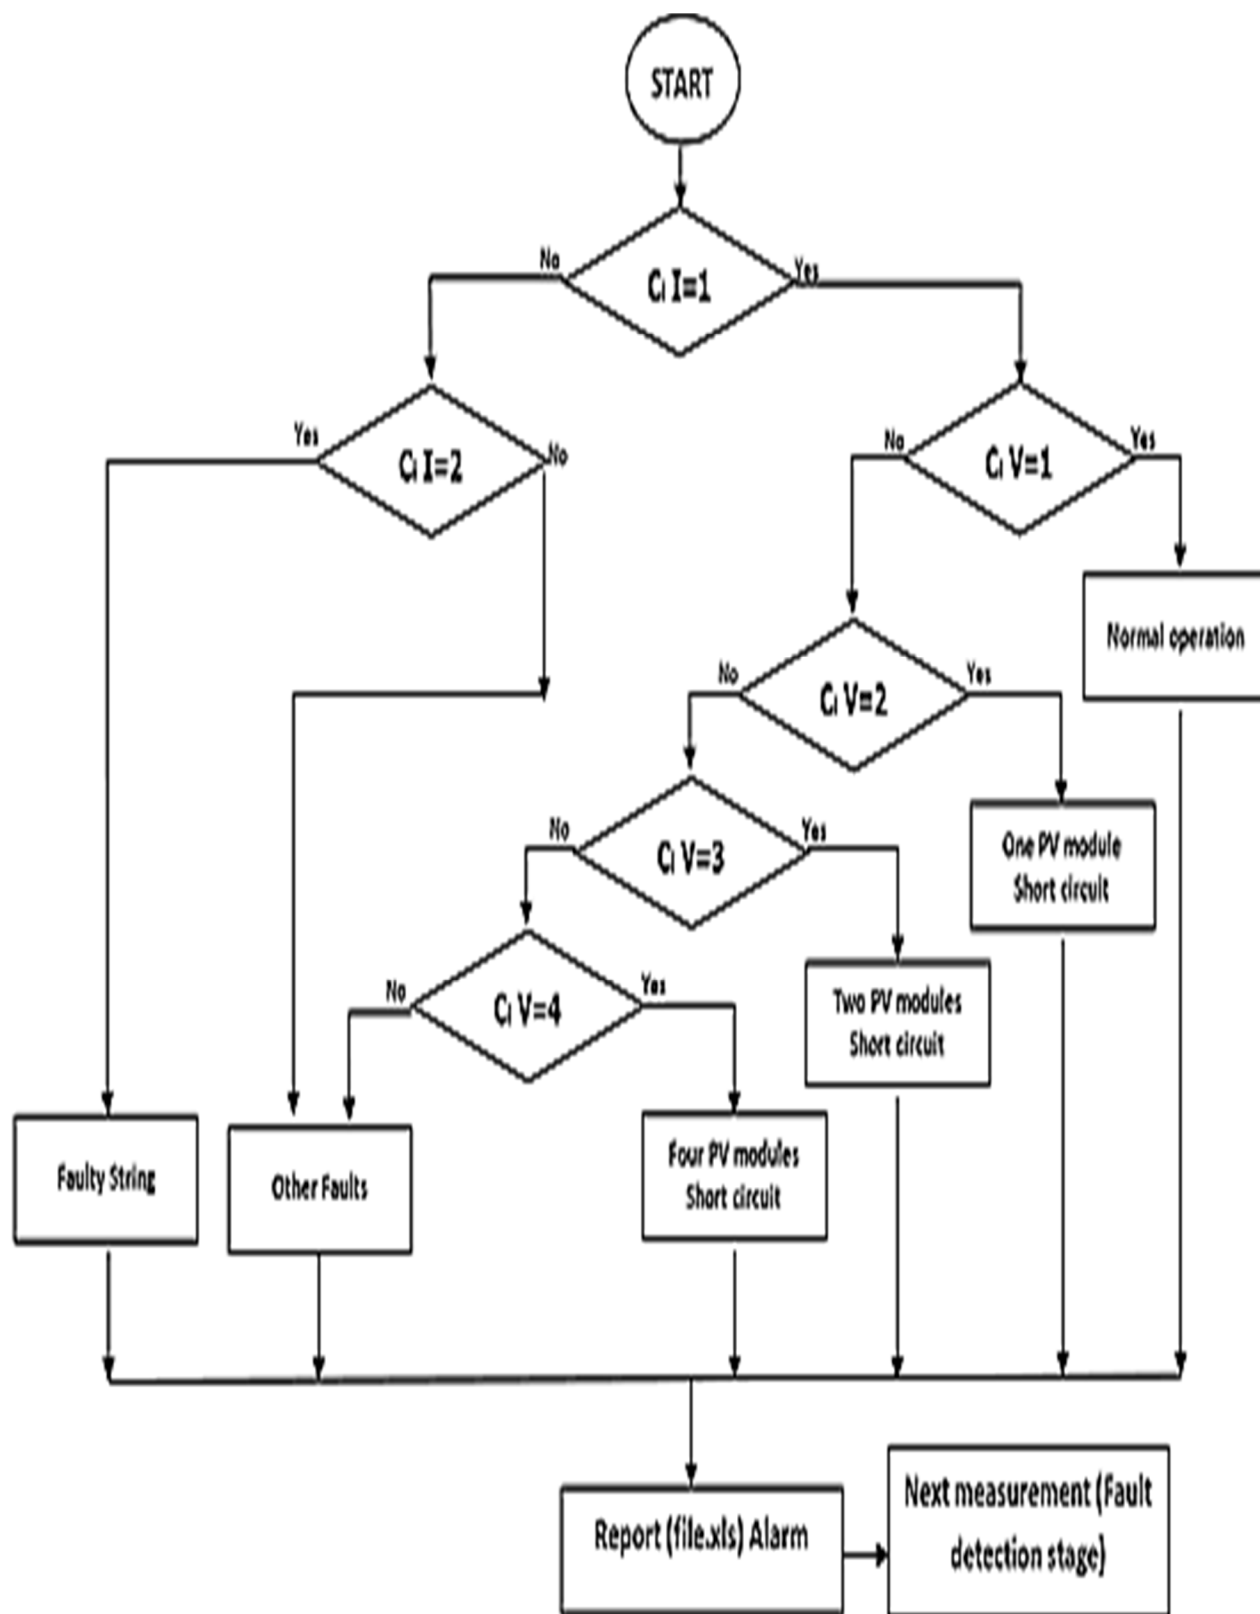 START
No
Yes
Cᵢ I=1
Yes
Cᵢ I=2
No
No
Cᵢ V=1
Yes
Normal operation
No
Cᵢ V=2
Yes
No
Cᵢ V=3
Yes
One PV module
Short circuit
No
Cᵢ V=4
Yes
Two PV modules
Short circuit
Faulty String
Other Faults
Four PV modules
Short circuit
Report (file.xls) Alarm
Next measurement (Fault
detection stage)